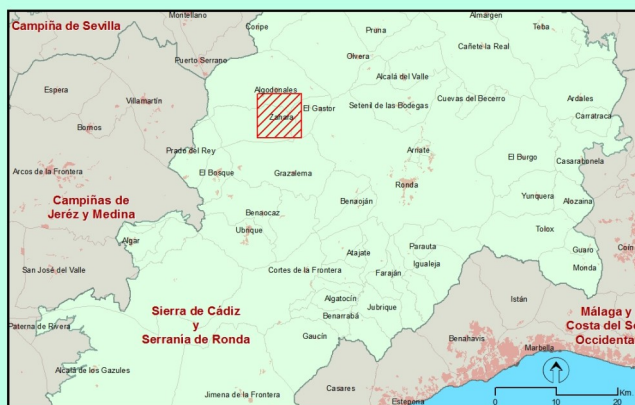 Montellano
Almargen
Campiña de Sevilla
Coripe
Pruna
Teba
Cañete la Real
Olvera
Puerto Serrano
Alcalá del Valle
Espera
Algodonales
Villamartín
El Gastor
Setenil de las Bodegas
Cuevas del Becerro
Ardales
Zahara
Carratraca
Bornos
Prado del Rey
Arriate
El Burgo
Casarabonela
Arcos de la Frontera
El Bosque
Grazalema
Ronda
Campiñas de
Jeréz y Medina
Benaoján
Yunquera
Alozaina
Benaocaz
Ubrique
Tolox
Algar
Atajate
Parauta
Guaro
San José del Valle
Cortes de la Frontera
Igualeja
Faraján
Monda
Algatocín
Istán
Sierra de Cádiz
y
Serrania de Ronda
Jubrique
Benarrabá
Málaga y
Costa del So
Occidenta
Paterna de Rivera
Gaucín
Benahavis
Marbella
Alcalá de los Gazules
Casares
Jimena de la Frontera
Estepona
Km
0
10
20